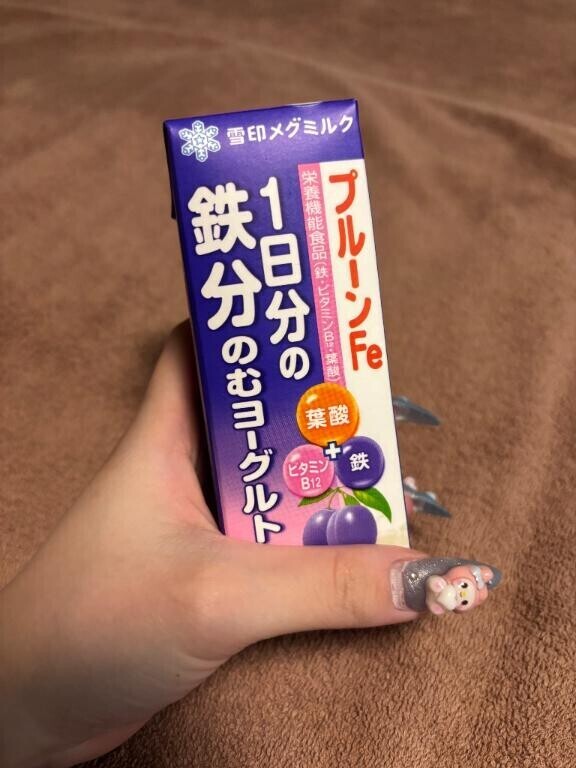 雪印メグミルク
プルーンFe
栄養機能食品(鉄・ビタミンB12・葉酸)
1日分の
鉄分のむヨーグルト
葉酸
+
ビタミン
B12
鉄